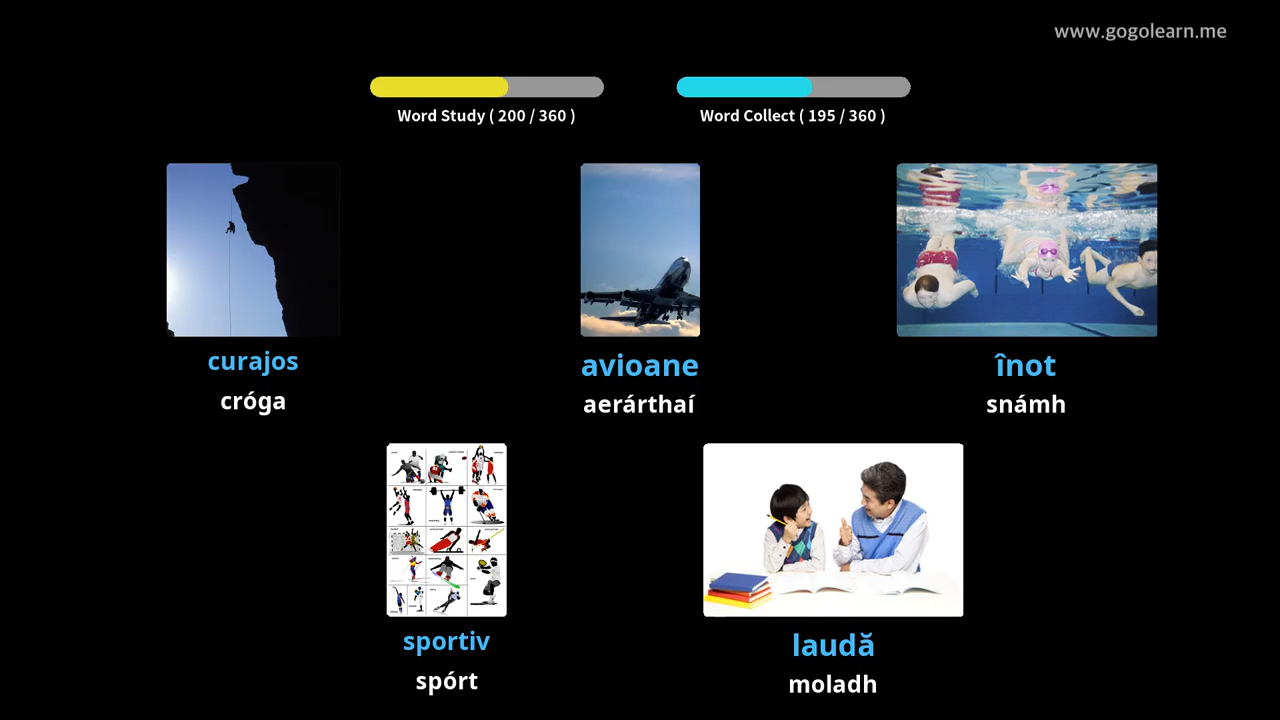 www.gogolearn.me
Word Study ( 200 / 360 )
Word Collect ( 195 / 360 )
curajos
cróga
avioane
aerárthaí
înot
snámh
sportiv
spórt
laudă
moladh